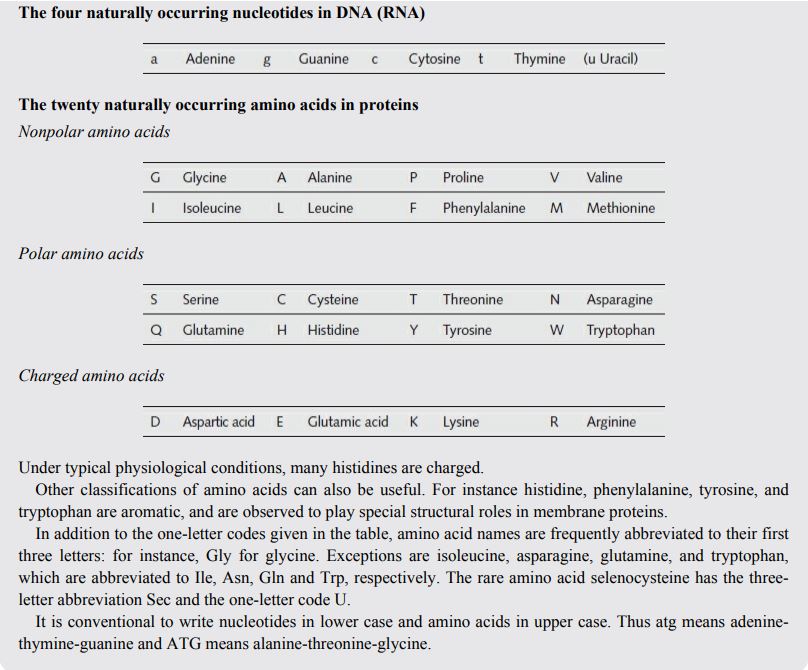 The four naturally occurring nucleotides in DNA (RNA)
a Adenine g Guanine c Cytosine t Thymine (u Uracil)
The twenty naturally occurring amino acids in proteins
Nonpolar amino acids
G Glycine A Alanine P Proline V Valine
I Isoleucine L Leucine F Phenylalanine M Methionine
Polar amino acids
S Serine C Cysteine T Threonine N Asparagine
Q Glutamine H Histidine Y Tyrosine W Tryptophan
Charged amino acids
D Aspartic acid E Glutamic acid K Lysine R Arginine
Under typical physiological conditions, many histidines are charged.
Other classifications of amino acids can also be useful. For instance histidine, phenylalanine, tyrosine, and
tryptophan are aromatic, and are observed to play special structural roles in membrane proteins.
In addition to the one-letter codes given in the table, amino acid names are frequently abbreviated to their first
three letters: for instance, Gly for glycine. Exceptions are isoleucine, asparagine, glutamine, and tryptophan,
which are abbreviated to Ile, Asn, Gln and Trp, respectively. The rare amino acid selenocysteine has the three-
letter abbreviation Sec and the one-letter code U.
It is conventional to write nucleotides in lower case and amino acids in upper case. Thus atg means adenine-
thymine-guanine and ATG means alanine-threonine-glycine.